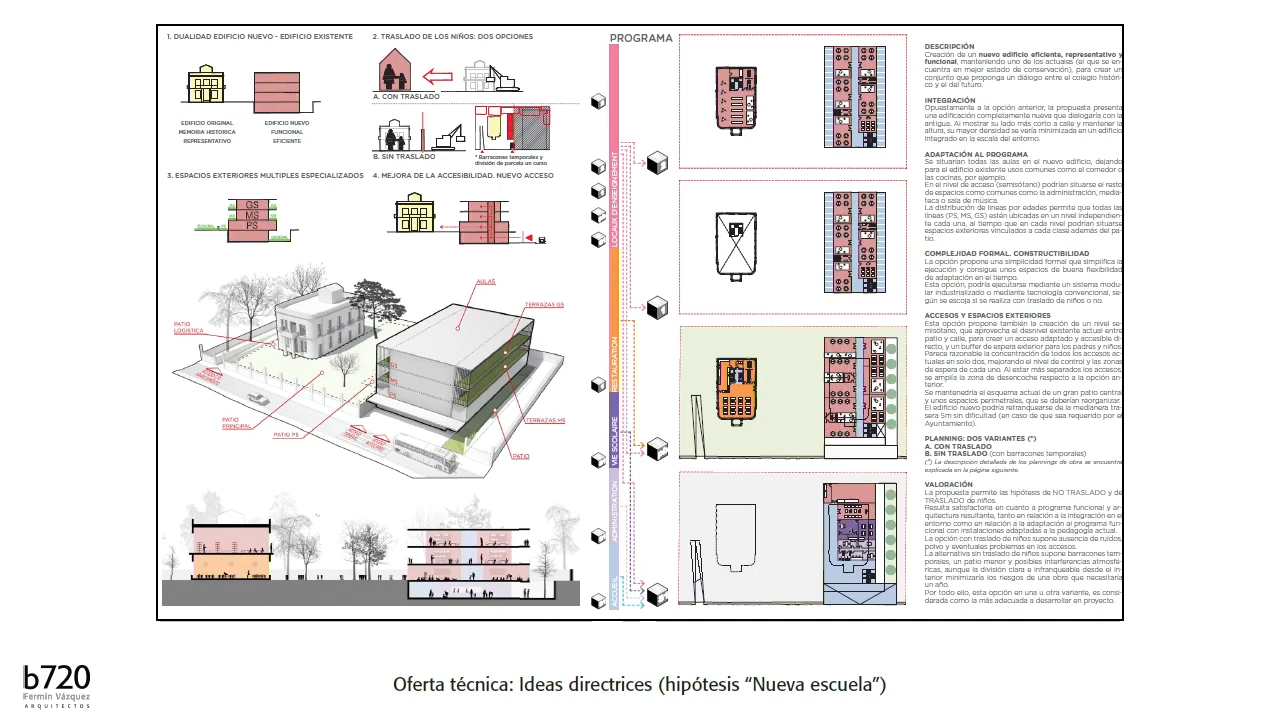 1. DUALIDAD EDIFICIO NUEVO - EDIFICIO EXISTENTE
EDIFICIO ORIGINAL
MEMORIA HISTORICA
REPRESENTATIVO
EDIFICIO NUEVO
FUNCIONAL
EFICIENTE
2. TRASLADO DE LOS NIÑOS: DOS OPCIONES
A. CON TRASLADO
B. SIN TRASLADO
* Barracones temporales y
división de parcela un curso
3. ESPACIOS EXTERIORES MULTIPLES ESPECIALIZADOS
GS
MS
PS
4. MEJORA DE LA ACCESIBILIDAD. NUEVO ACCESO
AULAS
TERRAZAS GS
PATIO
LOGISTICA
GS
MS
PS
PATIO
PRINCIPAL
PATIO PS
TERRAZAS MS
PATIO
PROGRAMA
LOCAUX D'ENSEIGNEMENT
RESTAURATION
VIE SCOLAIRE
ADMINISTRATION
ACCUEIL
DESCRIPCIÓN
Creación de un nuevo edificio eficiente, representativo y
funcional, manteniendo uno de los actuales (el que se en-
cuentra en mejor estado de conservación), para crear un
conjunto que proponga un diálogo entre el colegio históri-
co y el del futuro.
INTEGRACIÓN
Opuestamente a la opción anterior, la propuesta presenta
una edificación completamente nueva que dialogaría con la
antigua. Al mostrar su lado más corto a calle y mantener la
altura, su mayor densidad se vería minimizada en un edificio
integrado en la escala del entorno.
ADAPTACIÓN AL PROGRAMA
Se situarían todas las aulas en el nuevo edificio, dejando
para el edificio existente usos comunes como el comedor o
las cocinas, por ejemplo.
En el nivel de acceso (semisótano) podrían situarse el resto
de espacios como comunes como la administración, media-
teca o sala de música.
La distribución de líneas por edades permite que todas las
líneas (PS, MS, GS) estén ubicadas en un nivel independien-
te cada una, al tiempo que en cada nivel podrían situarse
espacios exteriores vinculados a cada clase además del pa-
tio.
COMPLEJIDAD FORMAL. CONSTRUCTIBILIDAD
La opción propone una simplicidad formal que simplifica la
ejecución y consigue unos espacios de buena flexibilidad
de adaptación en el tiempo.
Esta opción, podría ejecutarse mediante un sistema modu-
lar industrializado o mediante tecnología convencional, se-
gún se escoja si se realiza con traslado de niños o no.
ACCESOS Y ESPACIOS EXTERIORES
Esta opción propone también la creación de un nivel se-
misótano, que aprovecha el desnivel existente actual entre
patio y calle, para crear un acceso adaptado y accesible di-
recto, y un buffer de espera exterior para los padres y niños.
Parece razonable la concentración de todos los accesos ac-
tuales en solo dos, mejorando el nivel de control y las zonas
de espera de cada uno. Al estar más separados los accesos,
se amplía la zona de desencoche respecto a la opción an-
terior.
Se mantendría el esquema actual de un gran patio central
y unos espacios perimetrales, que se deberían reorganizar.
El edificio nuevo podría retranquearse de la medianera tra-
sera 5m sin dificultad (en caso de que sea requerido por el
Ayuntamiento).
PLANNING: DOS VARIANTES (*)
A. CON TRASLADO
B. SIN TRASLADO (con barracones temporales)
(*) La descripción detallada de los plannings de obra se encuentra
explicada en la página siguiente.
VALORACIÓN
La propuesta permite las hipótesis de NO TRASLADO y de
TRASLADO de niños.
Resulta satisfactoria en cuanto a programa funcional y ar-
quitectura resultante, tanto en relación a la integración en el
entorno como en relación a la adaptación al programa fun-
cional con instalaciones adaptadas a la pedagogía actual.
La opción con traslado de niños supone ausencia de ruidos,
polvo y eventuales problemas en los accesos.
La alternativa sin traslado de niños supone barracones tem-
porales, un patio menor y posibles interferencias atmosfé-
ricas, aunque la división clara e infranqueable desde el in-
terior minimizaría los riesgos de una obra que necesitaría
un año.
Por todo ello, esta opción en una u otra variante, es consi-
derada como la más adecuada a desarrollar en proyecto.
b720
Fermín Vázquez
ARQUITECTOS
Oferta técnica: Ideas directrices (hipótesis “Nueva escuela”)